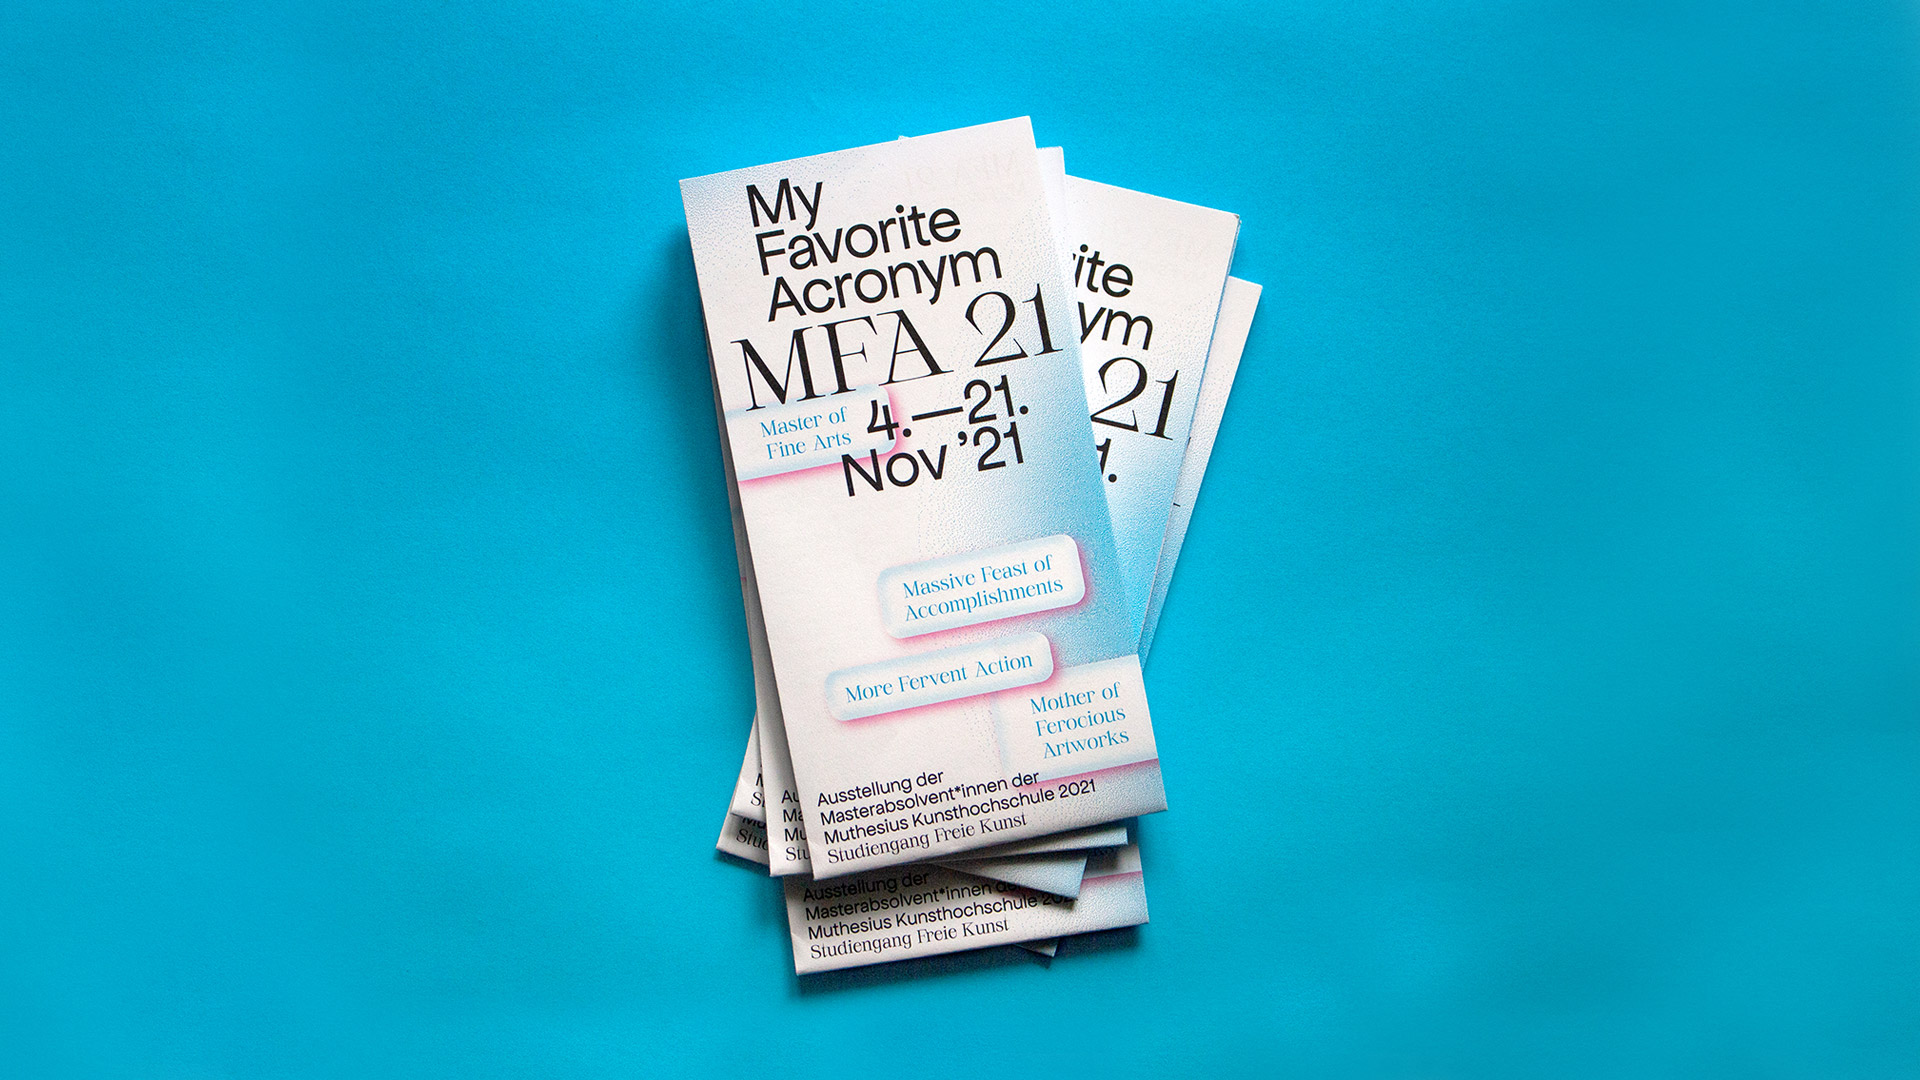 My
Favorite
Acronym
MFA 21
Master of
Fine Arts
4.—21.
Nov ’21
Massive Feast of
Accomplishments
More Fervent Action
Mother of
Ferocious
Artworks
Ausstellung der
Masterabsolvent*innen der
Muthesius Kunsthochschule 2021
Studiengang Freie Kunst
21
Ausstellung der
Masterabsolvent*innen
Muthesius Kunsthochschule
Studiengang Freie Kunst